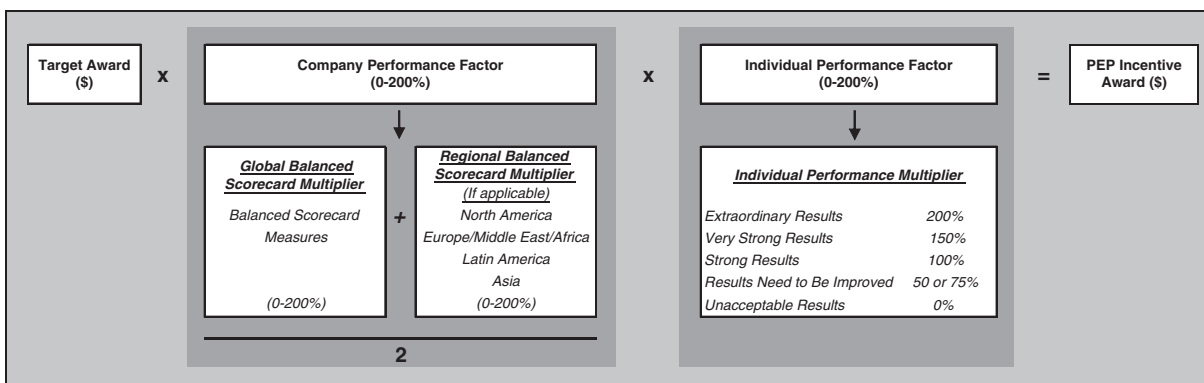 Target Award
($)
x
Company Performance Factor
(0-200%)
x
Individual Performance Factor
(0-200%)
=
PEP Incentive
Award ($)
Global Balanced
Scorecard Multiplier
Balanced Scorecard
Measures
(0-200%)
+
Regional Balanced
Scorecard Multiplier
(If applicable)
North America
Europe/Middle East/Africa
Latin America
Asia
(0-200%)
2
Individual Performance Multiplier
Extraordinary Results 200%
Very Strong Results 150%
Strong Results 100%
Results Need to Be Improved 50 or 75%
Unacceptable Results 0%